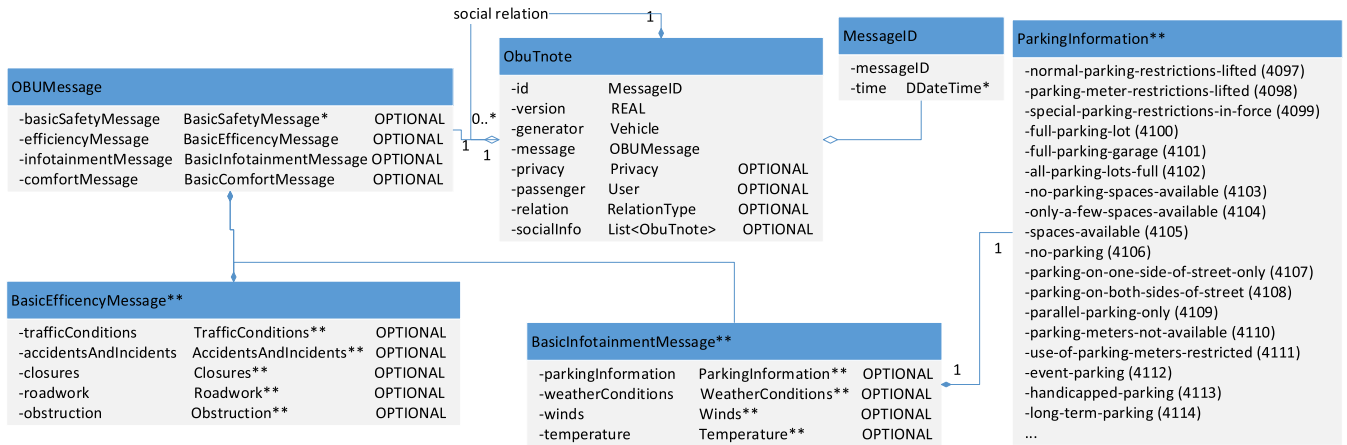 social relation
1
OBUMessage
-basicSafetyMessage BasicSafetyMessage* OPTIONAL
-efficiencyMessage BasicEfficencyMessage OPTIONAL
-infotainmentMessage BasicInfotainmentMessage OPTIONAL
-comfortMessage BasicComfortMessage OPTIONAL
0..*
1
1
ObuTnote
-id MessageID
-version REAL
-generator Vehicle
-message OBUMessage
-privacy Privacy OPTIONAL
-passenger User OPTIONAL
-relation RelationType OPTIONAL
-socialInfo List<ObuTnote> OPTIONAL
MessageID
-messageID
-time DDateTime*
ParkingInformation**
-normal-parking-restrictions-lifted (4097)
-parking-meter-restrictions-lifted (4098)
-special-parking-restrictions-in-force (4099)
-full-parking-lot (4100)
-full-parking-garage (4101)
-all-parking-lots-full (4102)
-no-parking-spaces-available (4103)
-only-a-few-spaces-available (4104)
-spaces-available (4105)
-no-parking (4106)
-parking-on-one-side-of-street-only (4107)
-parking-on-both-sides-of-street (4108)
-parallel-parking-only (4109)
-parking-meters-not-available (4110)
-use-of-parking-meters-restricted (4111)
-event-parking (4112)
-handicapped-parking (4113)
-long-term-parking (4114)
...
1
BasicEfficencyMessage**
-trafficConditions TrafficConditions** OPTIONAL
-accidentsAndIncidents AccidentsAndIncidents** OPTIONAL
-closures Closures** OPTIONAL
-roadwork Roadwork** OPTIONAL
-obstruction Obstruction** OPTIONAL
BasicInfotainmentMessage**
-parkingInformation ParkingInformation** OPTIONAL
-weatherConditions WeatherConditions** OPTIONAL
-winds Winds** OPTIONAL
-temperature Temperature** OPTIONAL
1